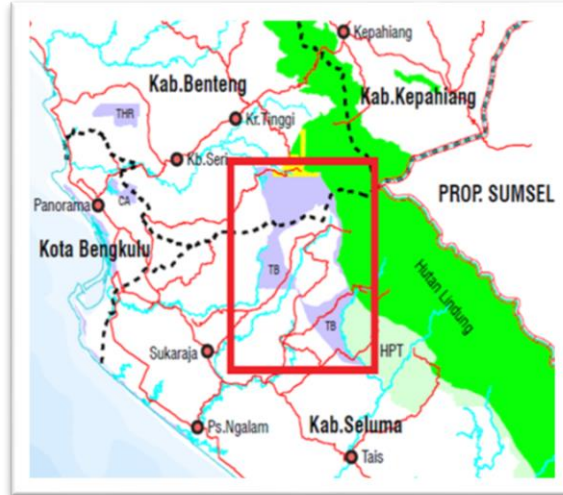 Kepahiang
Kab.Benteng
Kab.Kepahiang
THR
Kr.Tinggi
Kb.Seri
PROP. SUMSEL
CA
Panorama
Kota Bengkulu
TB
Hutan Lindung
TB
HPT
Sukaraja
Kab.Seluma
Ps.Ngalam
Tais